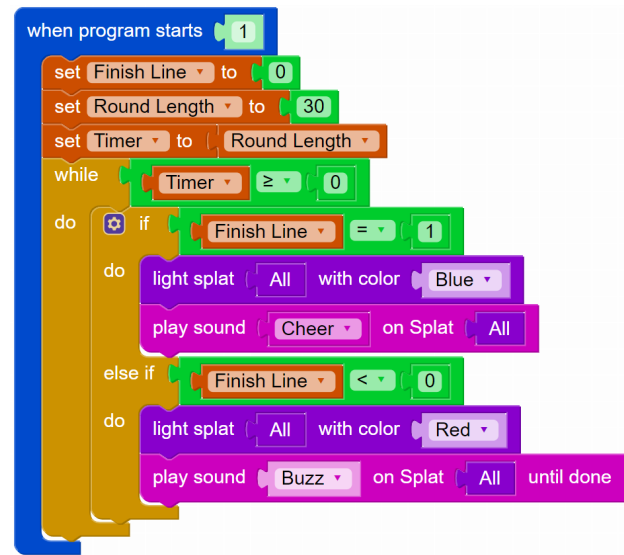 when program starts 1
set Finish Line to 0
set Round Length to 30
set Timer to Round Length
while Timer ≥ 0
do if Finish Line = 1
do light splat All with color Blue
play sound Cheer on Splat All
else if Finish Line < 0
do light splat All with color Red
play sound Buzz on Splat All until done